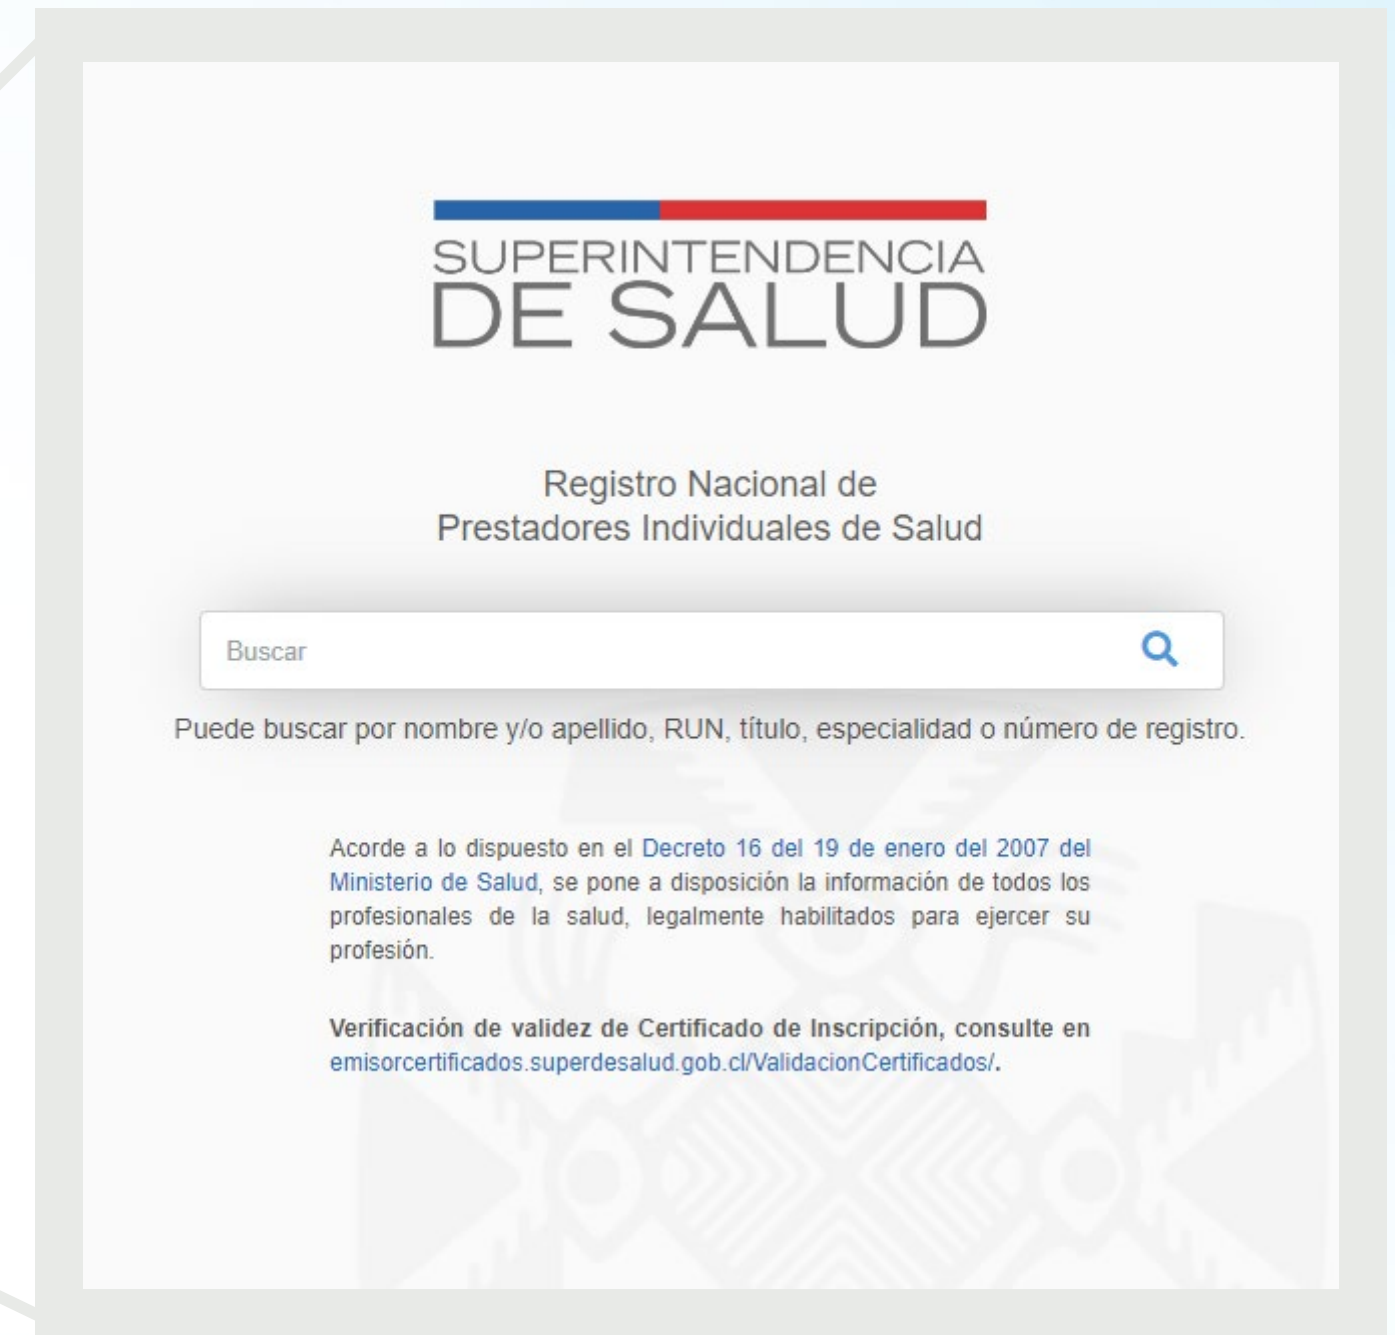 SUPERINTENDENCIA
DE SALUD
Registro Nacional de
Prestadores Individuales de Salud
Buscar
Puede buscar por nombre y/o apellido, RUN, título, especialidad o número de registro.
Acorde a lo dispuesto en el Decreto 16 del 19 de enero del 2007 del
Ministerio de Salud, se pone a disposición la información de todos los
profesionales de la salud, legalmente habilitados para ejercer su
profesión.
Verificación de validez de Certificado de Inscripción, consulte en
emisorcertificados.superdesalud.gob.cl/ValidacionCertificados/.